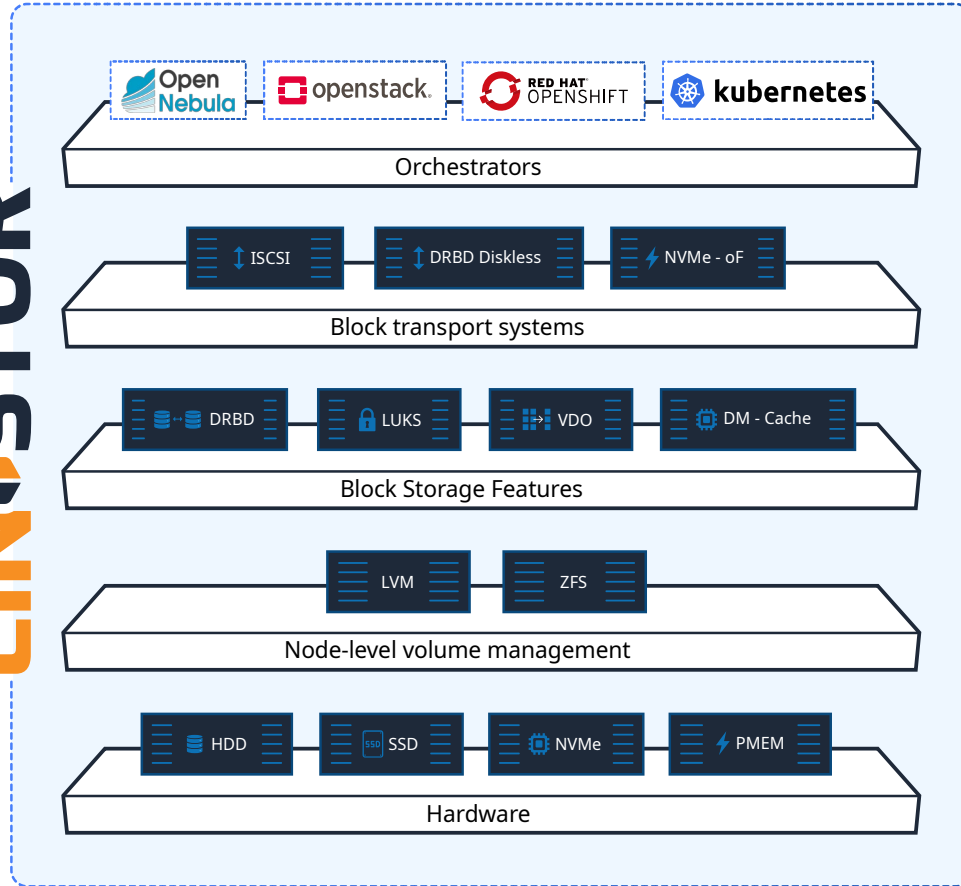 Open
Nebula
openstack.
RED HAT
OPENSHIFT
kubernetes
Orchestrators
ISCSI
DRBD Diskless
NVMe - oF
Block transport systems
DRBD
LUKS
VDO
DM - Cache
Block Storage Features
LVM
ZFS
Node-level volume management
HDD
SSD
SSD
NVMe
PMEM
Hardware
LINSTOR